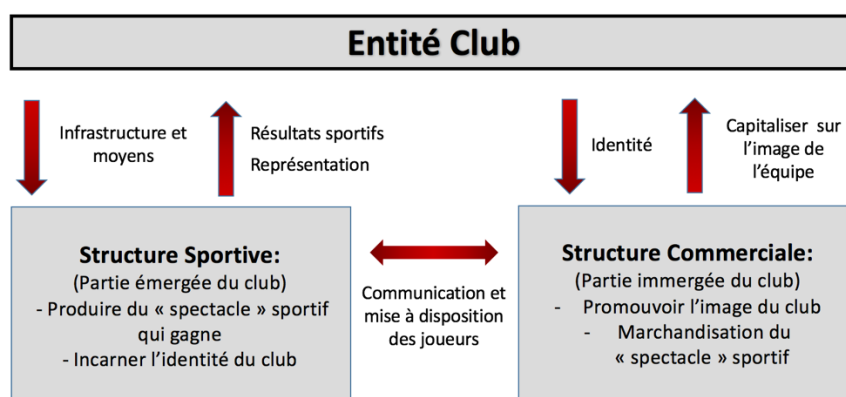 Entité Club
Infrastructure et
moyens
Résultats sportifs
Représentation
Identité
Capitaliser sur
l’image de
l’équipe
Structure Sportive:
(Partie émergée du club)
- Produire du « spectacle » sportif
qui gagne
- Incarner l’identité du club
Communication et
mise à disposition
des joueurs
Structure Commerciale:
(Partie immergée du club)
- Promouvoir l’image du club
- Marchandisation du
« spectacle » sportif